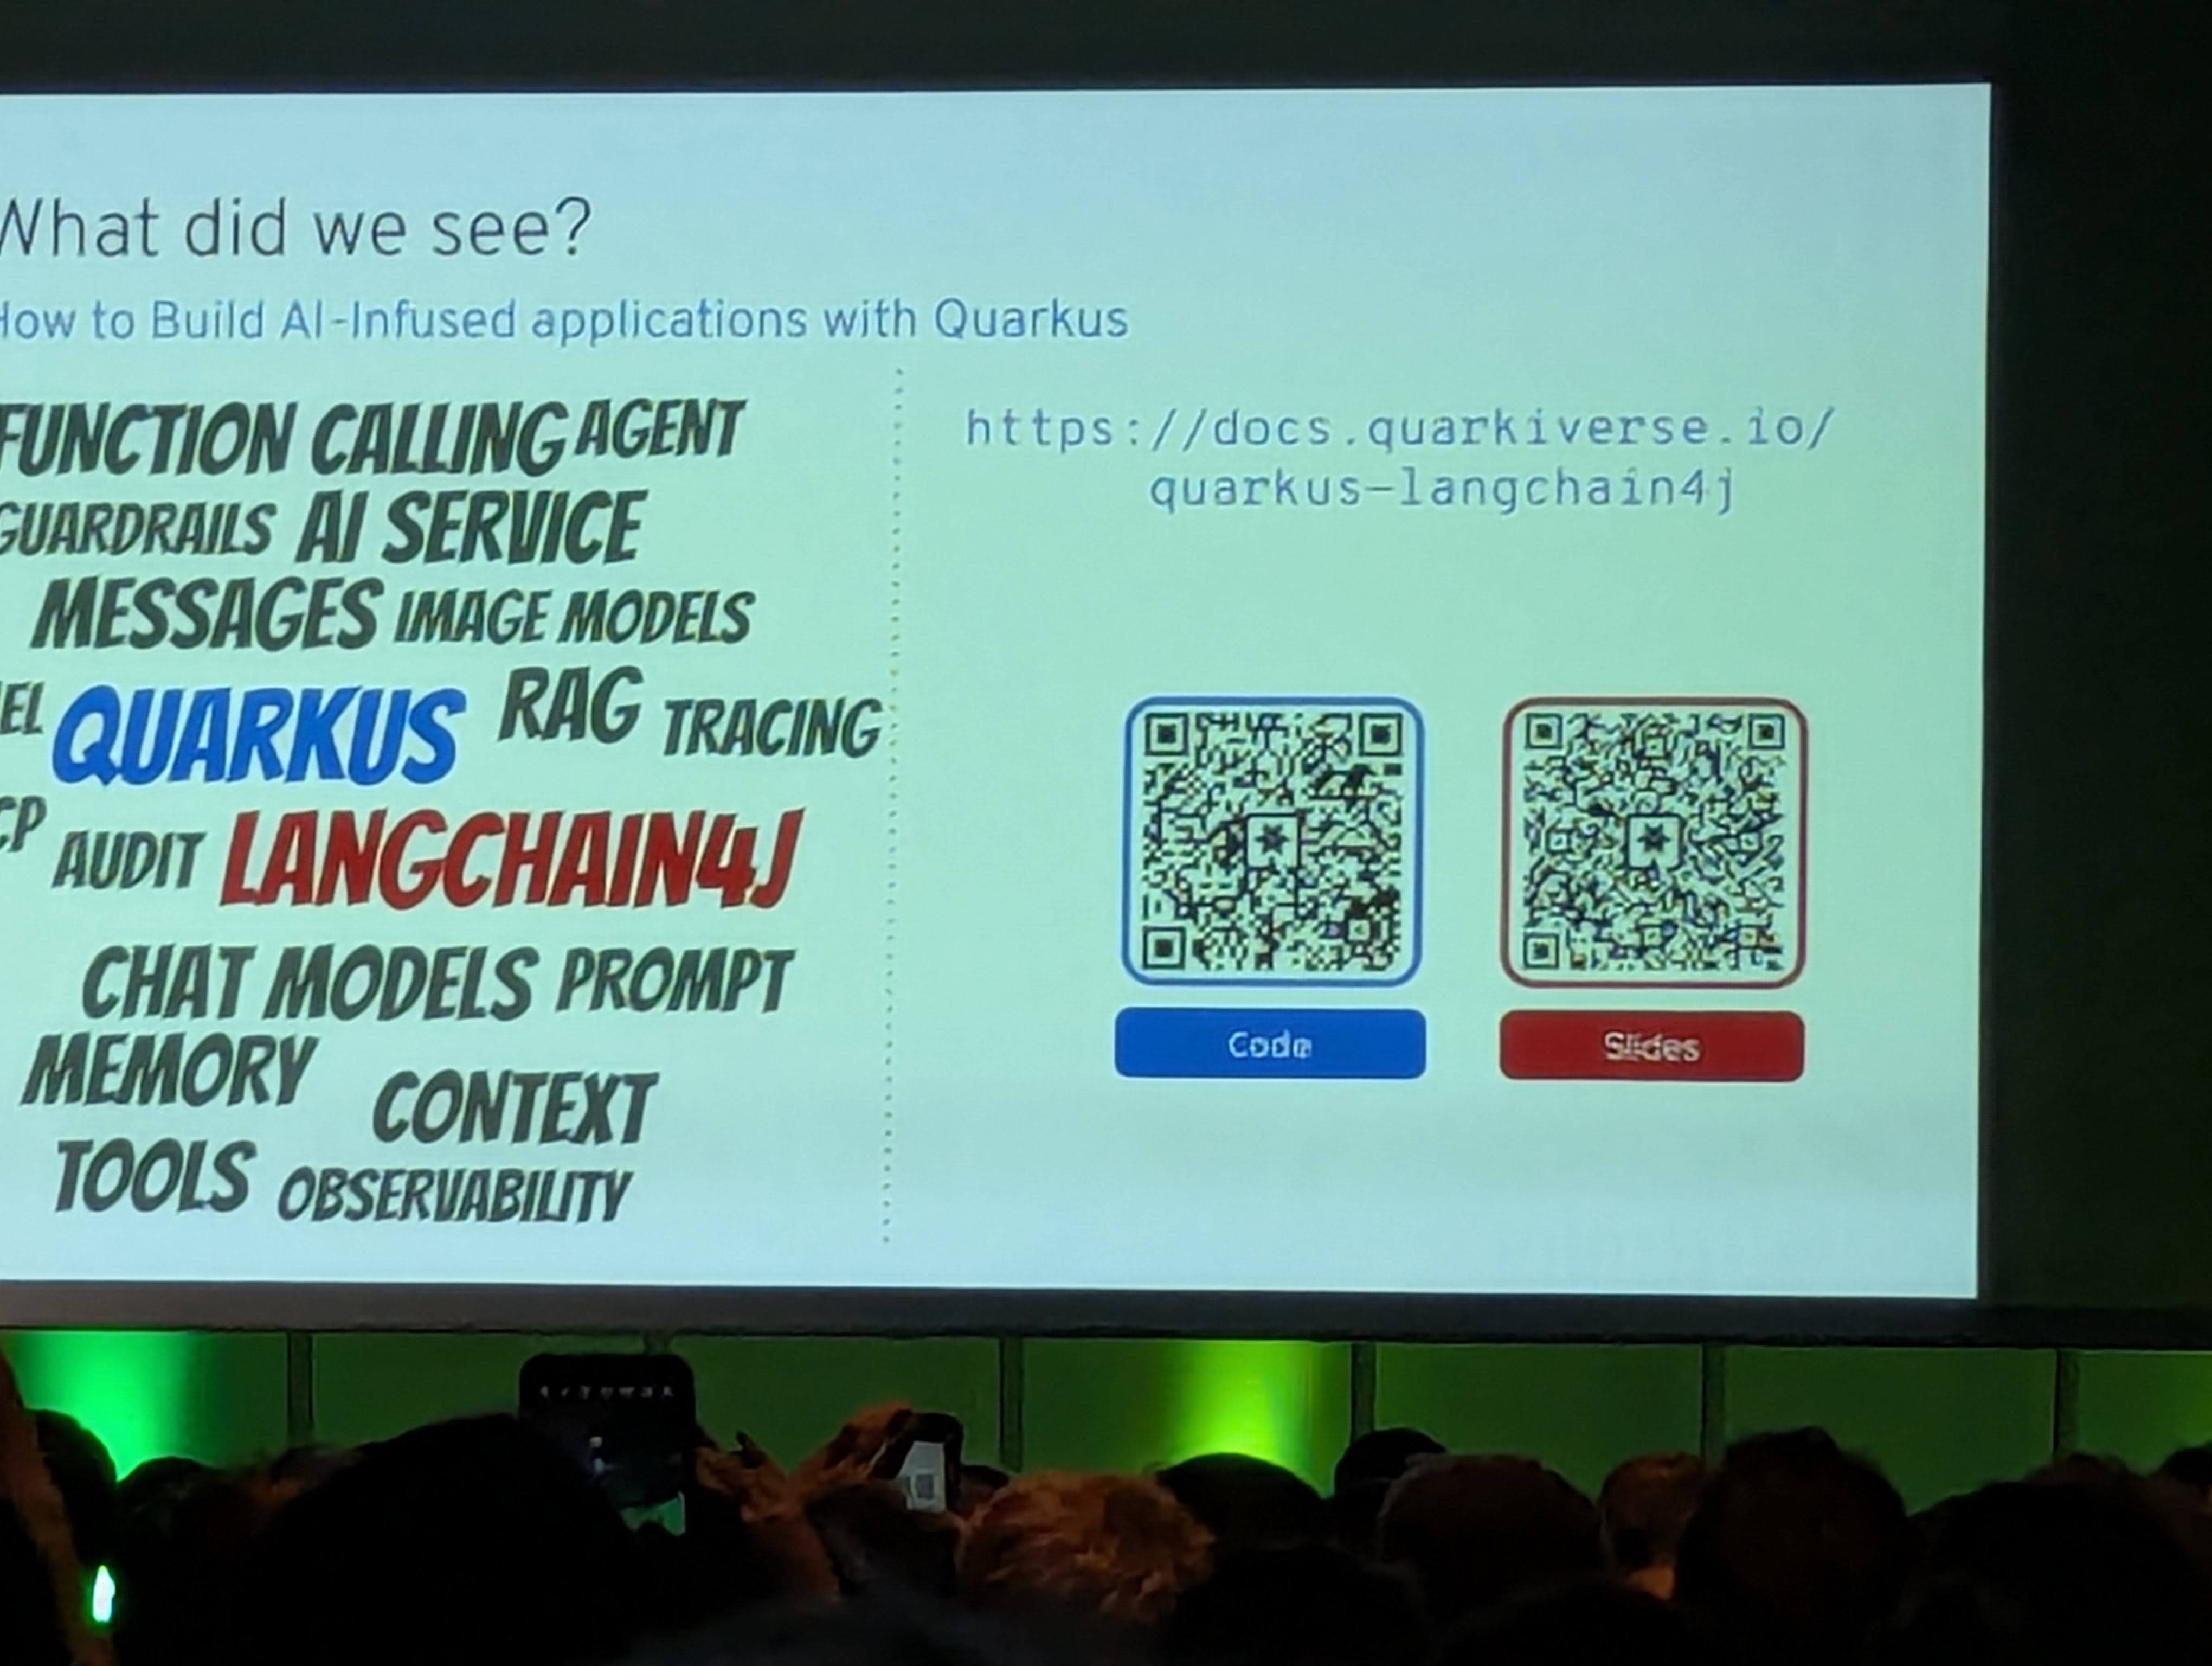 What did we see?
How to Build AI-Infused applications with Quarkus
FUNCTION CALLING AGENT
GUARDRAILS AI SERVICE
MESSAGES IMAGE MODELS
QUARKUS RAG TRACING
AUDIT LANGCHAIN4J
CHAT MODELS PROMPT
MEMORY CONTEXT
TOOLS OBSERVABILITY
https://docs.quarkiverse.io/
quarkus-langchain4j
Code
Slides